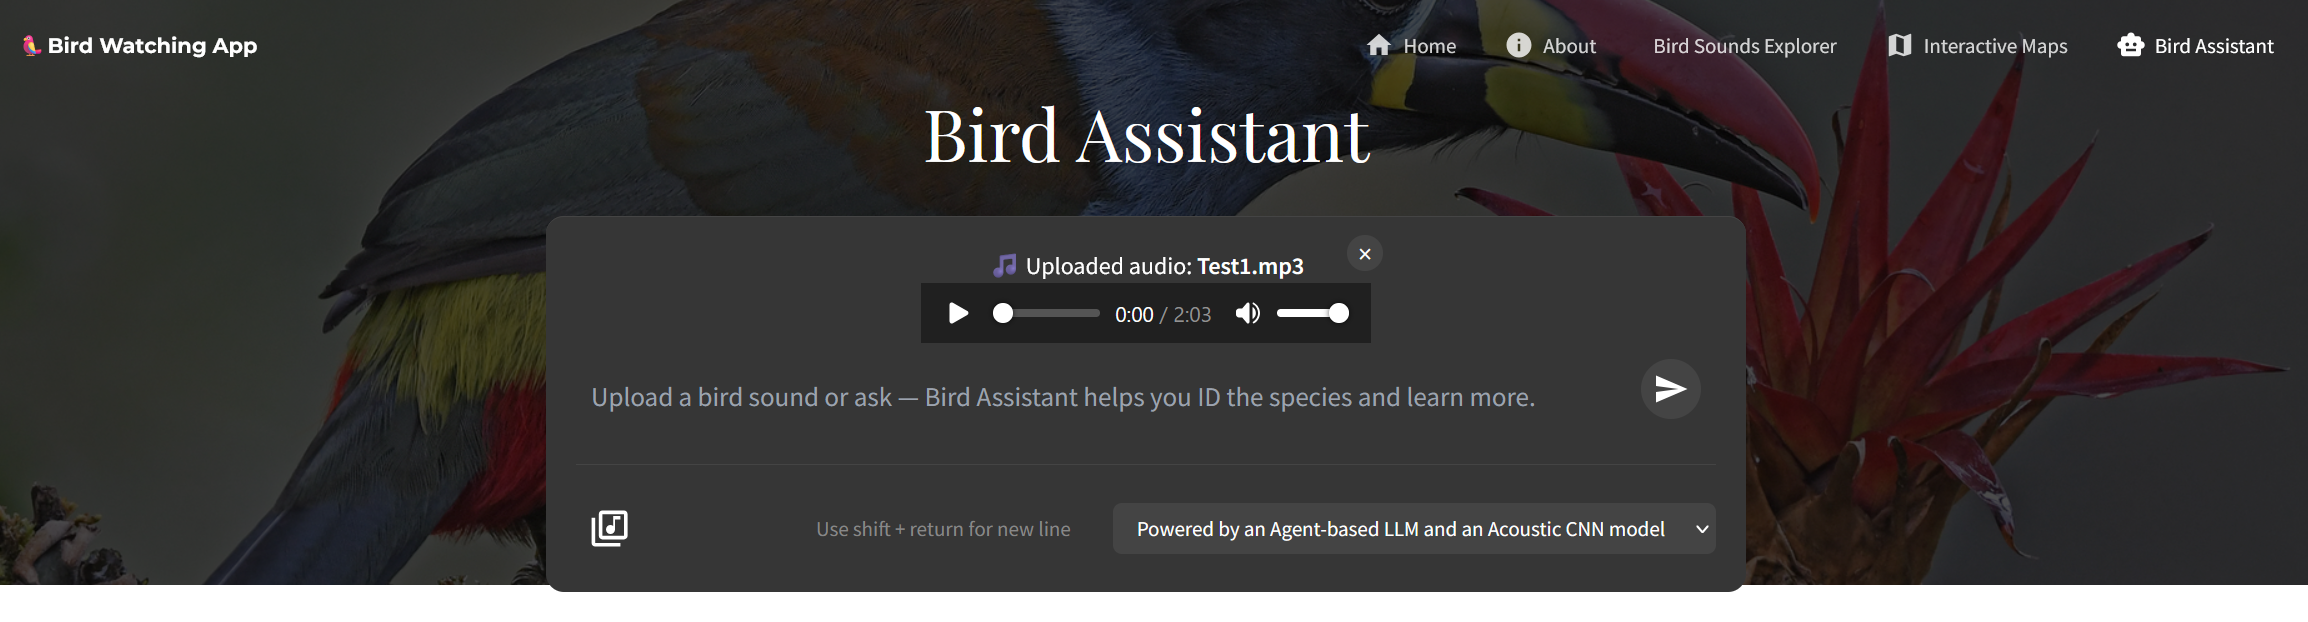 Bird Watching App
Home
About
Bird Sounds Explorer
Interactive Maps
Bird Assistant
Bird Assistant
Uploaded audio: Test1.mp3
×
0:00 / 2:03
Upload a bird sound or ask — Bird Assistant helps you ID the species and learn more.
Use shift + return for new line
Powered by an Agent-based LLM and an Acoustic CNN model